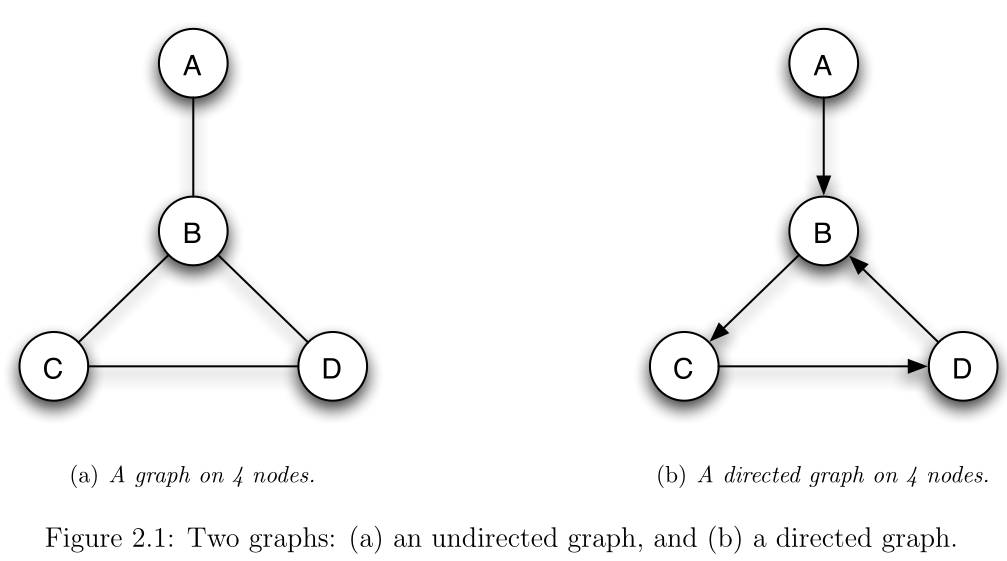 A
A
B
B
C
D
C
D
(a) A graph on 4 nodes.
(b) A directed graph on 4 nodes.
Figure 2.1: Two graphs: (a) an undirected graph, and (b) a directed graph.